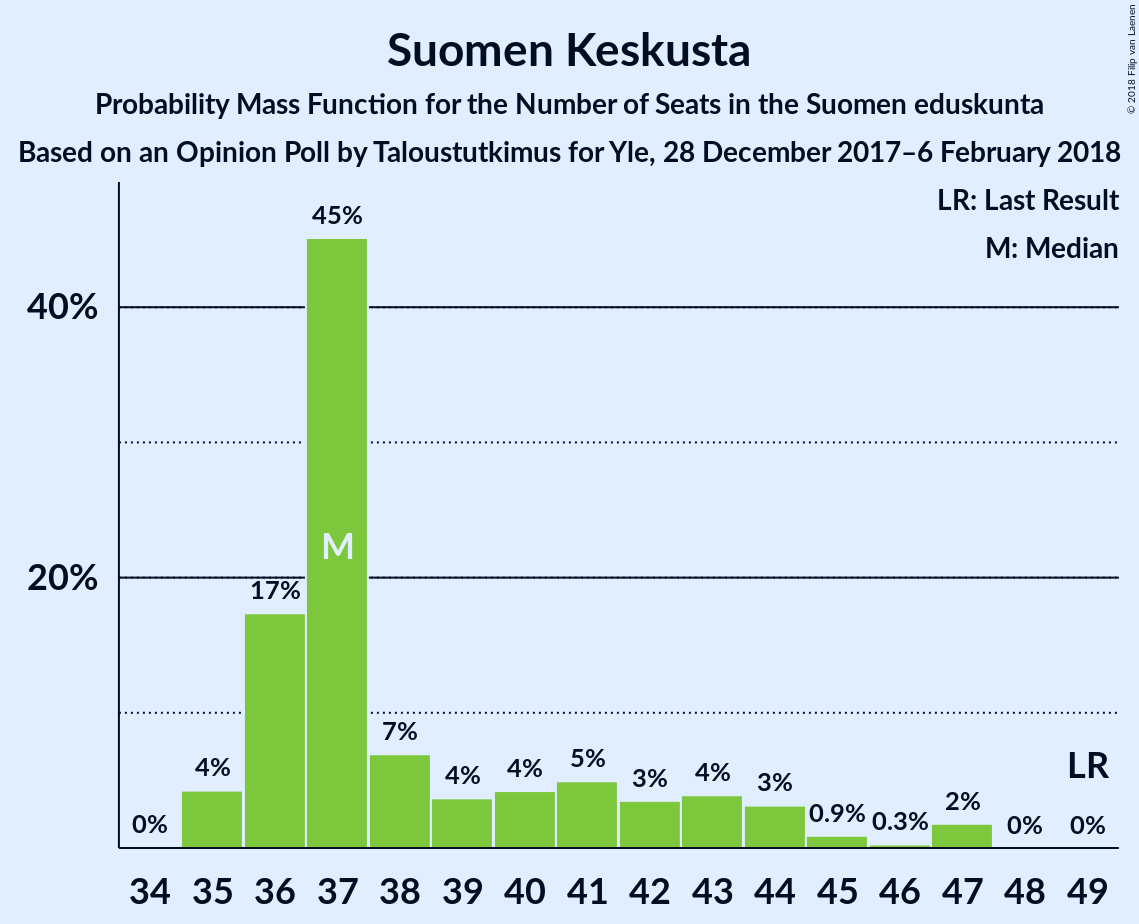 Suomen Keskusta
Probability Mass Function for the Number of Seats in the Suomen eduskunta
Based on an Opinion Poll by Taloustutkimus for Yle, 28 December 2017–6 February 2018
© 2018 Filip van Laenen
LR: Last Result
M: Median
45%
40%
M
20%
17%
7%
4%
4%
4%
5%
3%
4%
3%
0.9%
0.3%
2%
0%
0%
0%
LR
34 35 36 37 38 39 40 41 42 43 44 45 46 47 48 49